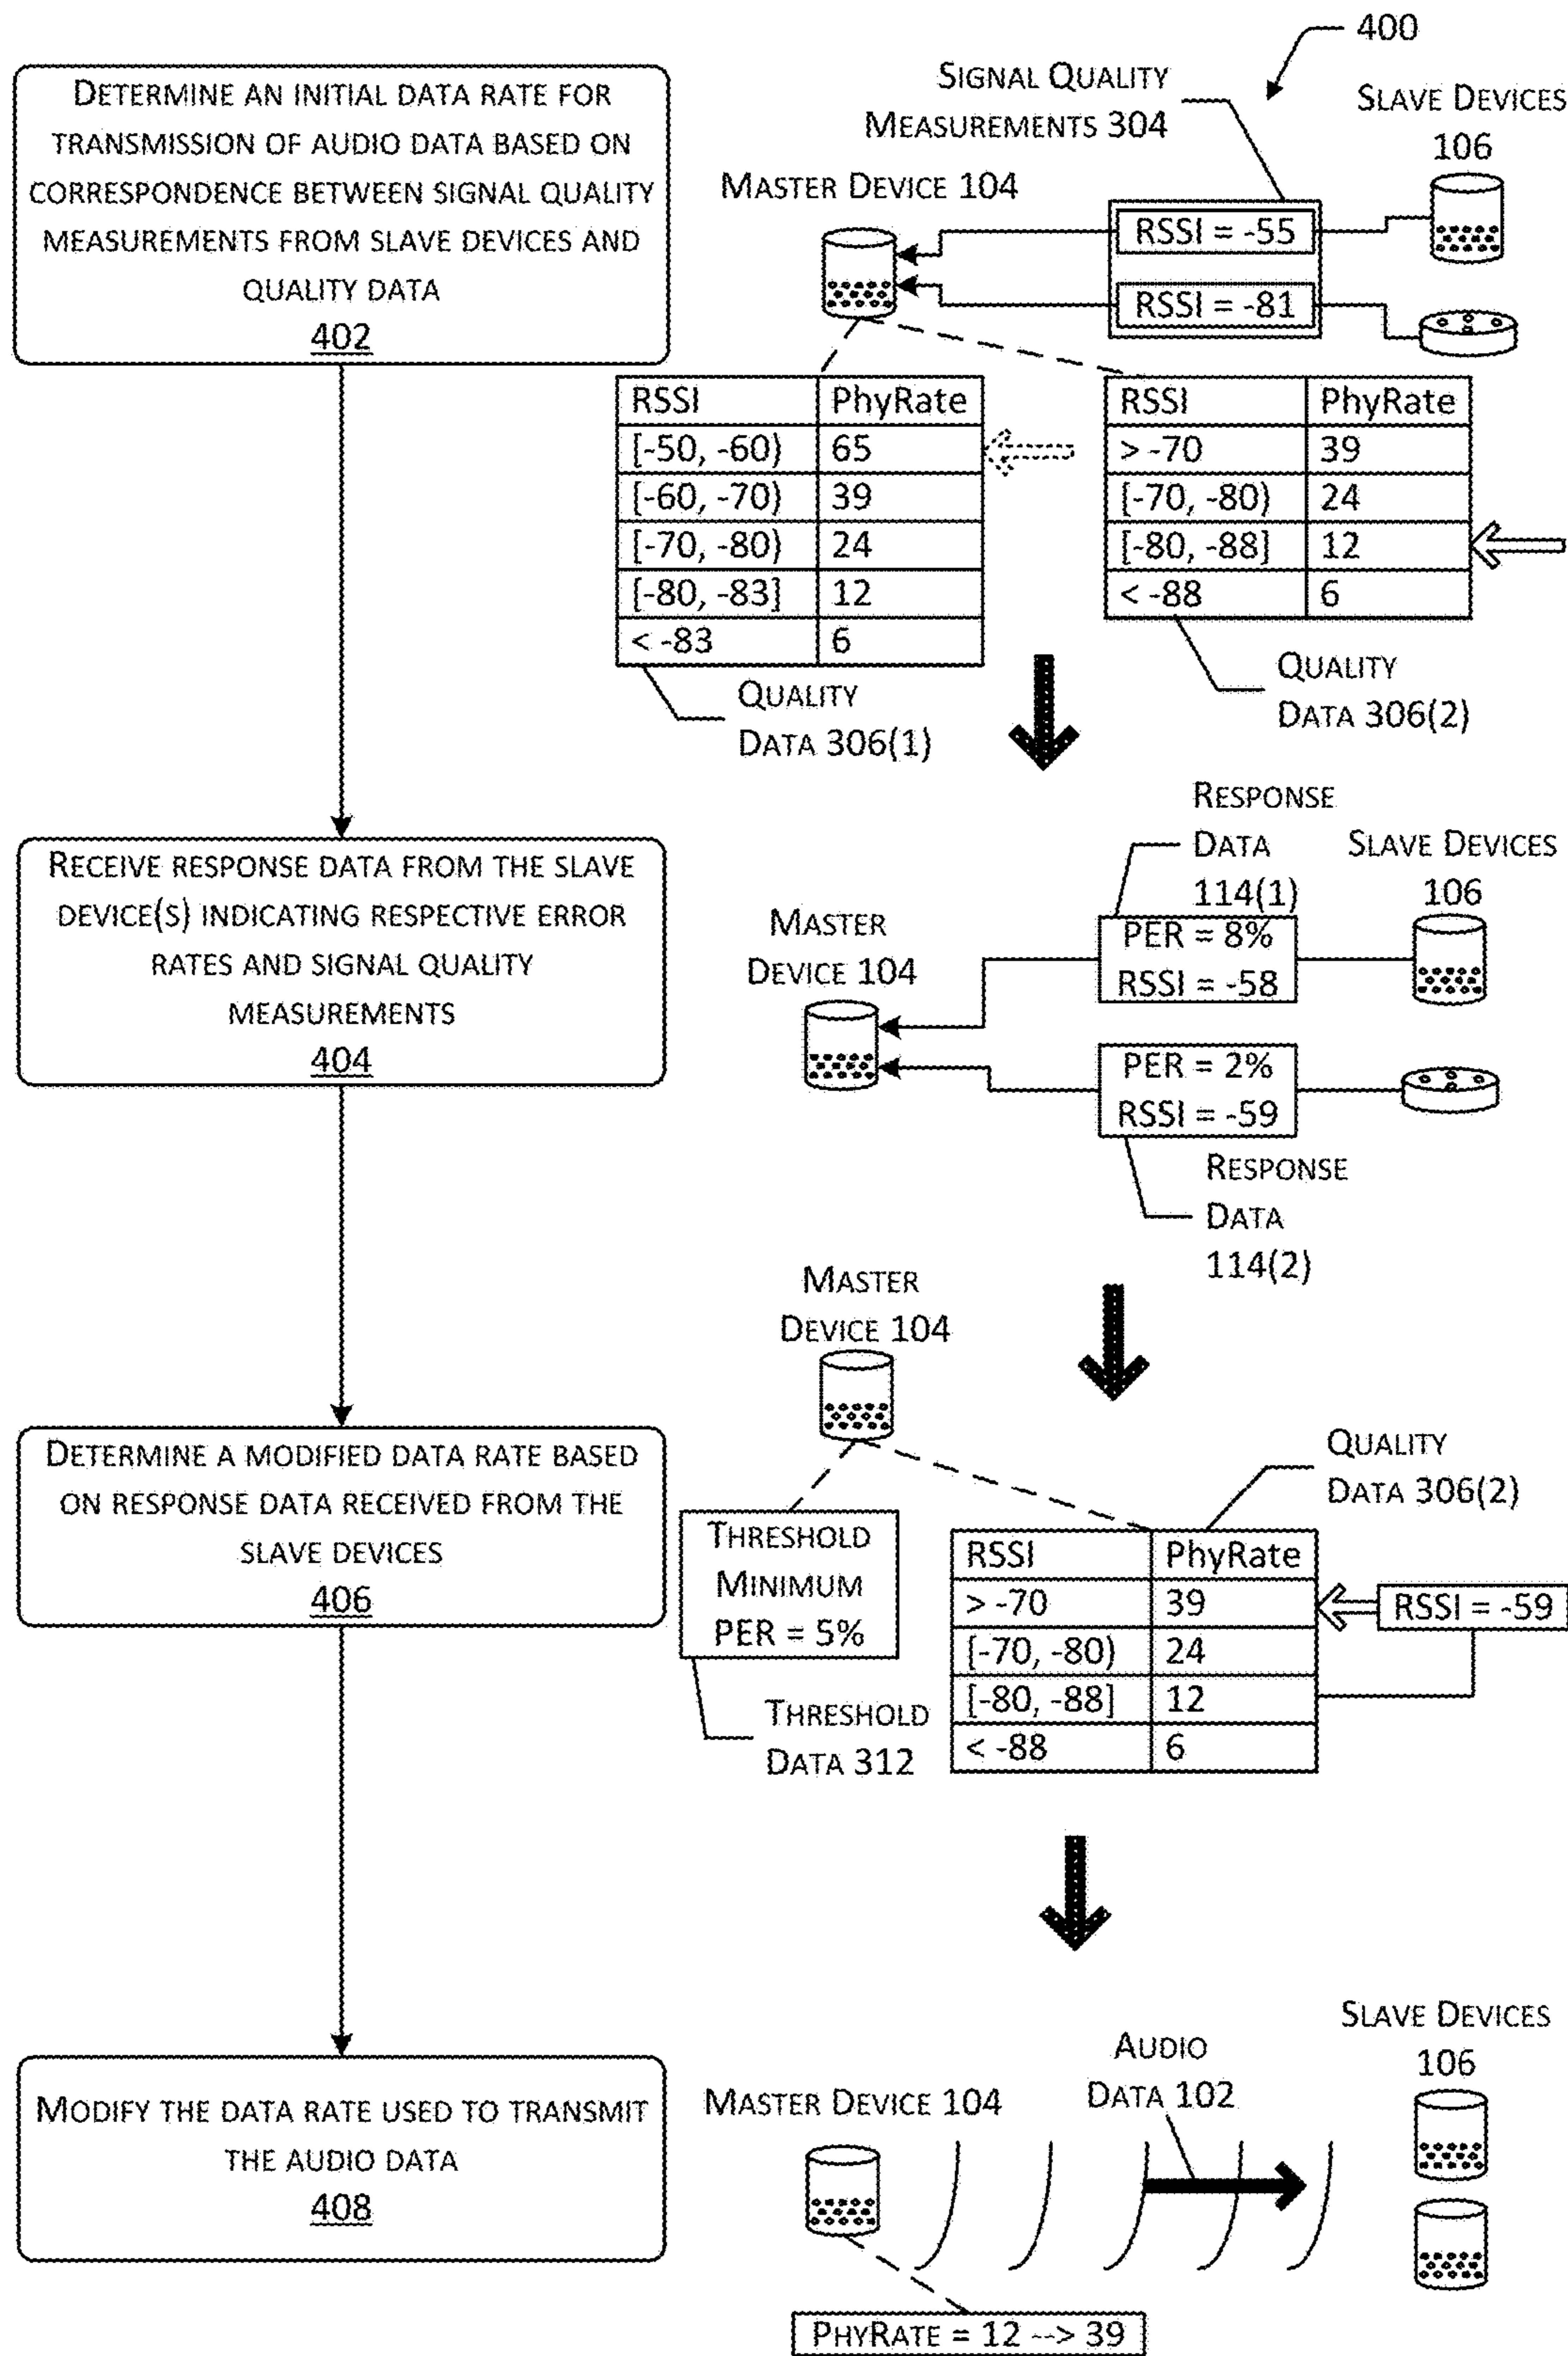 400
DETERMINE AN INITIAL DATA RATE FOR
TRANSMISSION OF AUDIO DATA BASED ON
CORRESPONDENCE BETWEEN SIGNAL QUALITY
MEASUREMENTS FROM SLAVE DEVICES AND
QUALITY DATA
402
SIGNAL QUALITY
MEASUREMENTS 304
SLAVE DEVICES
106
MASTER DEVICE 104
RSSI = -55
RSSI = -81
RSSI PhyRate
[-50, -60) 65
[-60, -70) 39
[-70, -80) 24
[-80, -83] 12
< -83 6
QUALITY
DATA 306(1)
RSSI PhyRate
> -70 39
[-70, -80) 24
[-80, -88] 12
< -88 6
QUALITY
DATA 306(2)
RECEIVE RESPONSE DATA FROM THE SLAVE
DEVICE(S) INDICATING RESPECTIVE ERROR
RATES AND SIGNAL QUALITY
MEASUREMENTS
404
RESPONSE
DATA
114(1)
SLAVE DEVICES
106
MASTER
DEVICE 104
PER = 8%
RSSI = -58
PER = 2%
RSSI = -59
RESPONSE
DATA
114(2)
DETERMINE A MODIFIED DATA RATE BASED
ON RESPONSE DATA RECEIVED FROM THE
SLAVE DEVICES
406
MASTER
DEVICE 104
THRESHOLD
MINIMUM
PER = 5%
THRESHOLD
DATA 312
QUALITY
DATA 306(2)
RSSI PhyRate
> -70 39
[-70, -80) 24
[-80, -88] 12
< -88 6
RSSI = -59
MODIFY THE DATA RATE USED TO TRANSMIT
THE AUDIO DATA
408
MASTER DEVICE 104
AUDIO
DATA 102
SLAVE DEVICES
106
PHYRATE = 12 --> 39